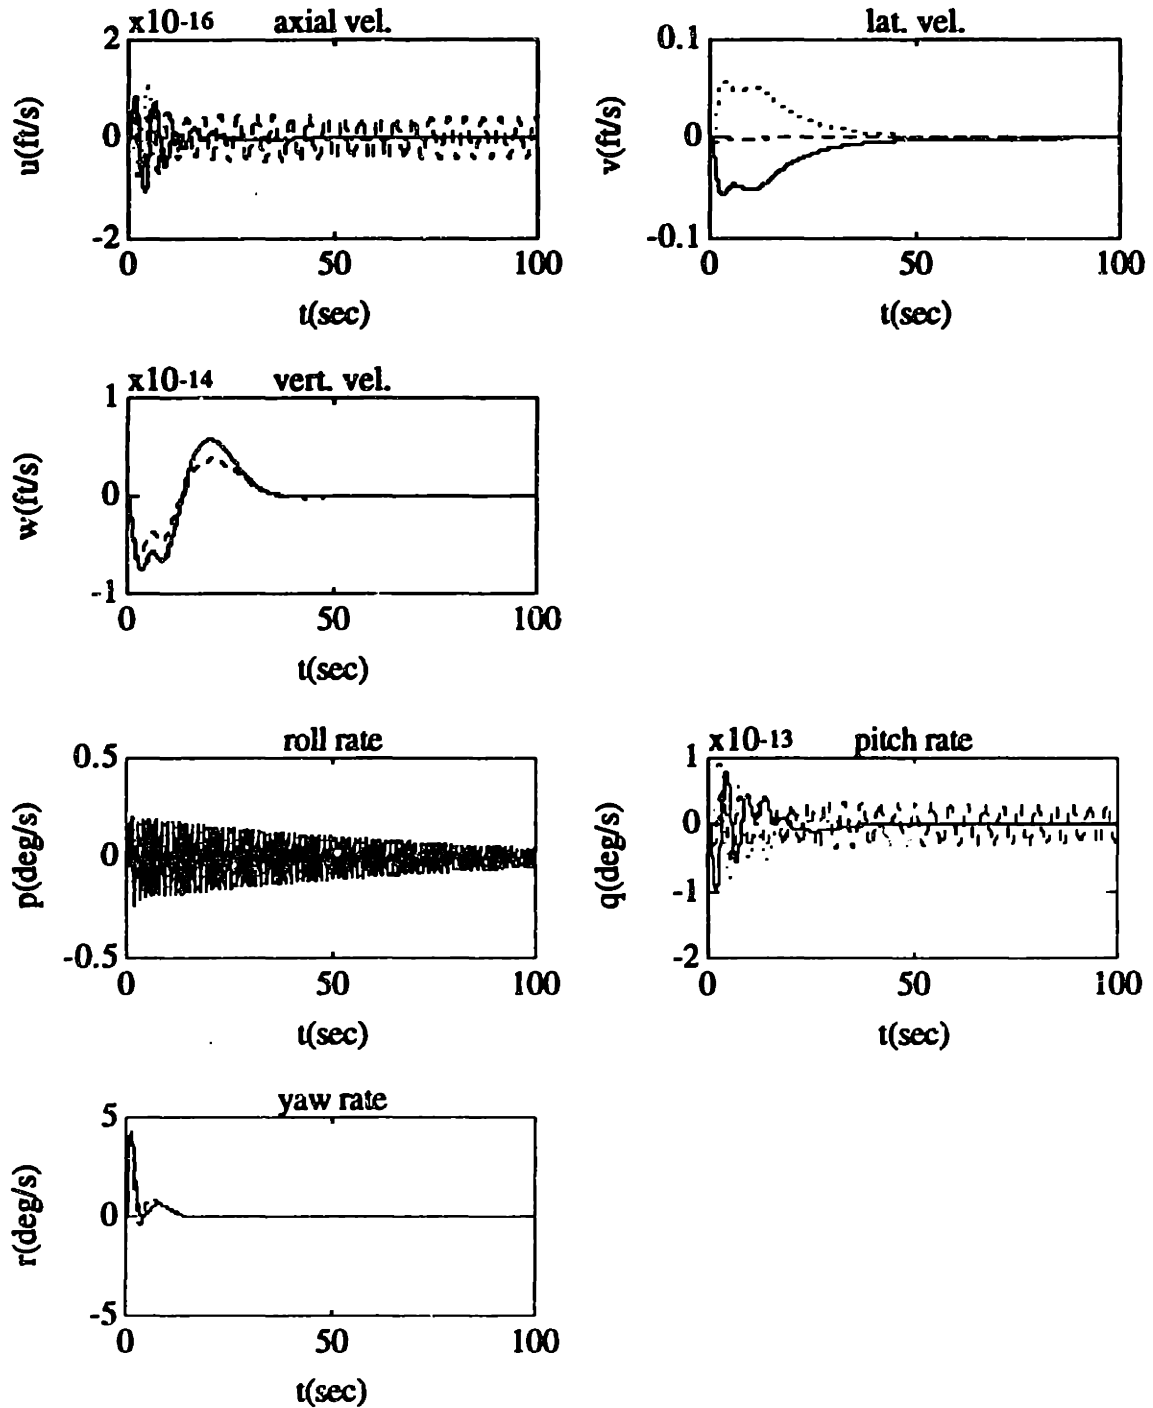 x10-16 axial vel.
2
0
-2
u(ft/s)
0 50 100
t(sec)
lat. vel.
0.1
0
-0.1
v(ft/s)
0 50 100
t(sec)
x10-14 vert. vel.
1
0
-1
w(ft/s)
0 50 100
t(sec)
roll rate
0.5
0
-0.5
p(deg/s)
0 50 100
t(sec)
x10-13 pitch rate
1
0
-1
-2
q(deg/s)
0 50 100
t(sec)
yaw rate
5
0
-5
r(deg/s)
0 50 100
t(sec)